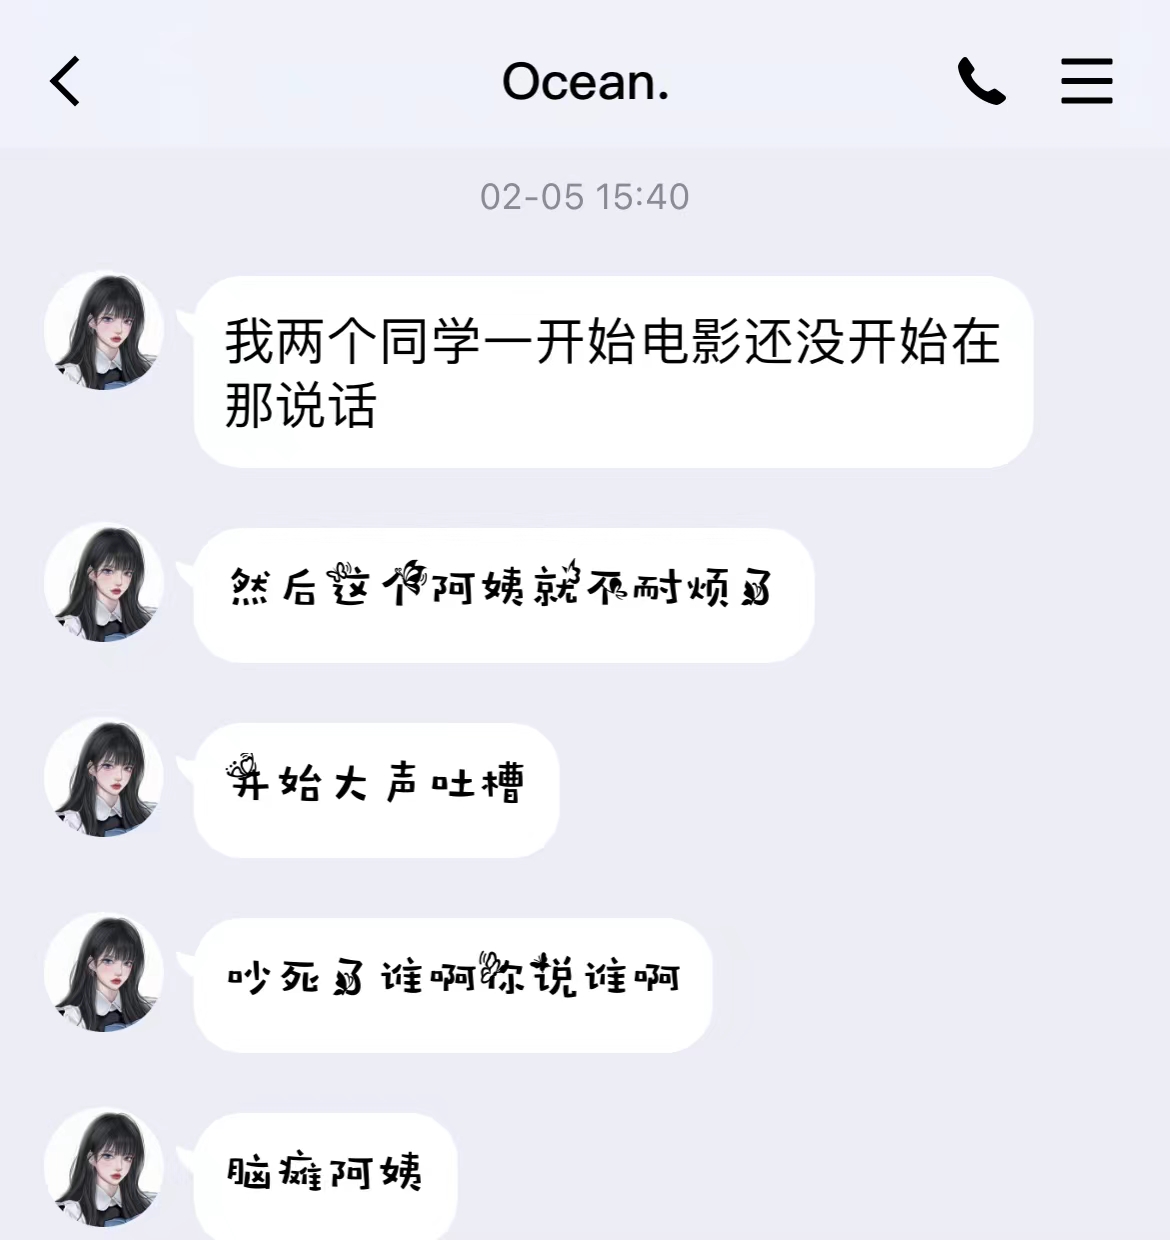 Ocean.
02-05 15:40
我两个同学一开始电影还没开始在
那说话
然后这个阿姨就不耐烦了
开始大声吐槽
吵死了谁啊你说谁啊
脑瘫阿姨